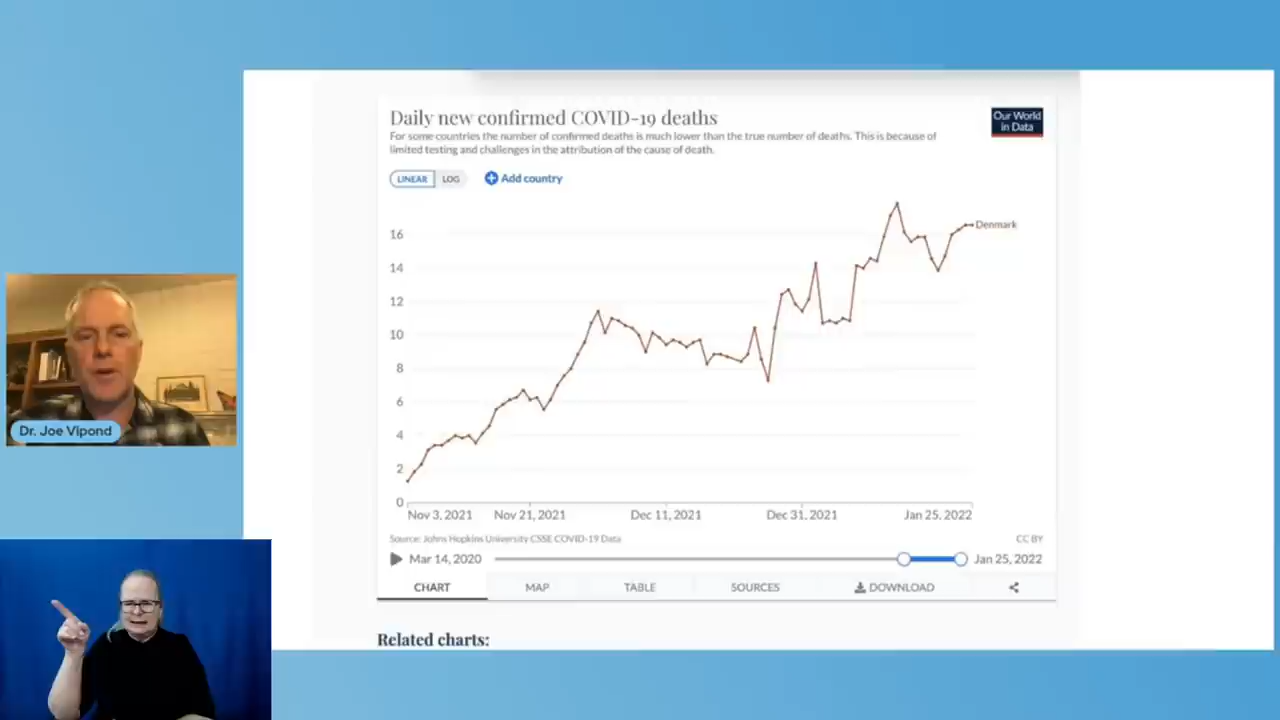 Daily new confirmed COVID-19 deaths
Our World
in Data
For some countries the number of confirmed deaths is much lower than the true number of deaths. This is because of
limited testing and challenges in the attribution of the cause of death.
LINEAR LOG Add country
16
14
12
10
8
6
4
2
0
Denmark
Nov 3, 2021 Nov 21, 2021 Dec 11, 2021 Dec 31, 2021 Jan 25, 2022
Source: Johns Hopkins University CSSE COVID-19 Data CC BY
Mar 14, 2020 Jan 25, 2022
CHART MAP TABLE SOURCES DOWNLOAD
Related charts:
Dr. Joe Vipond